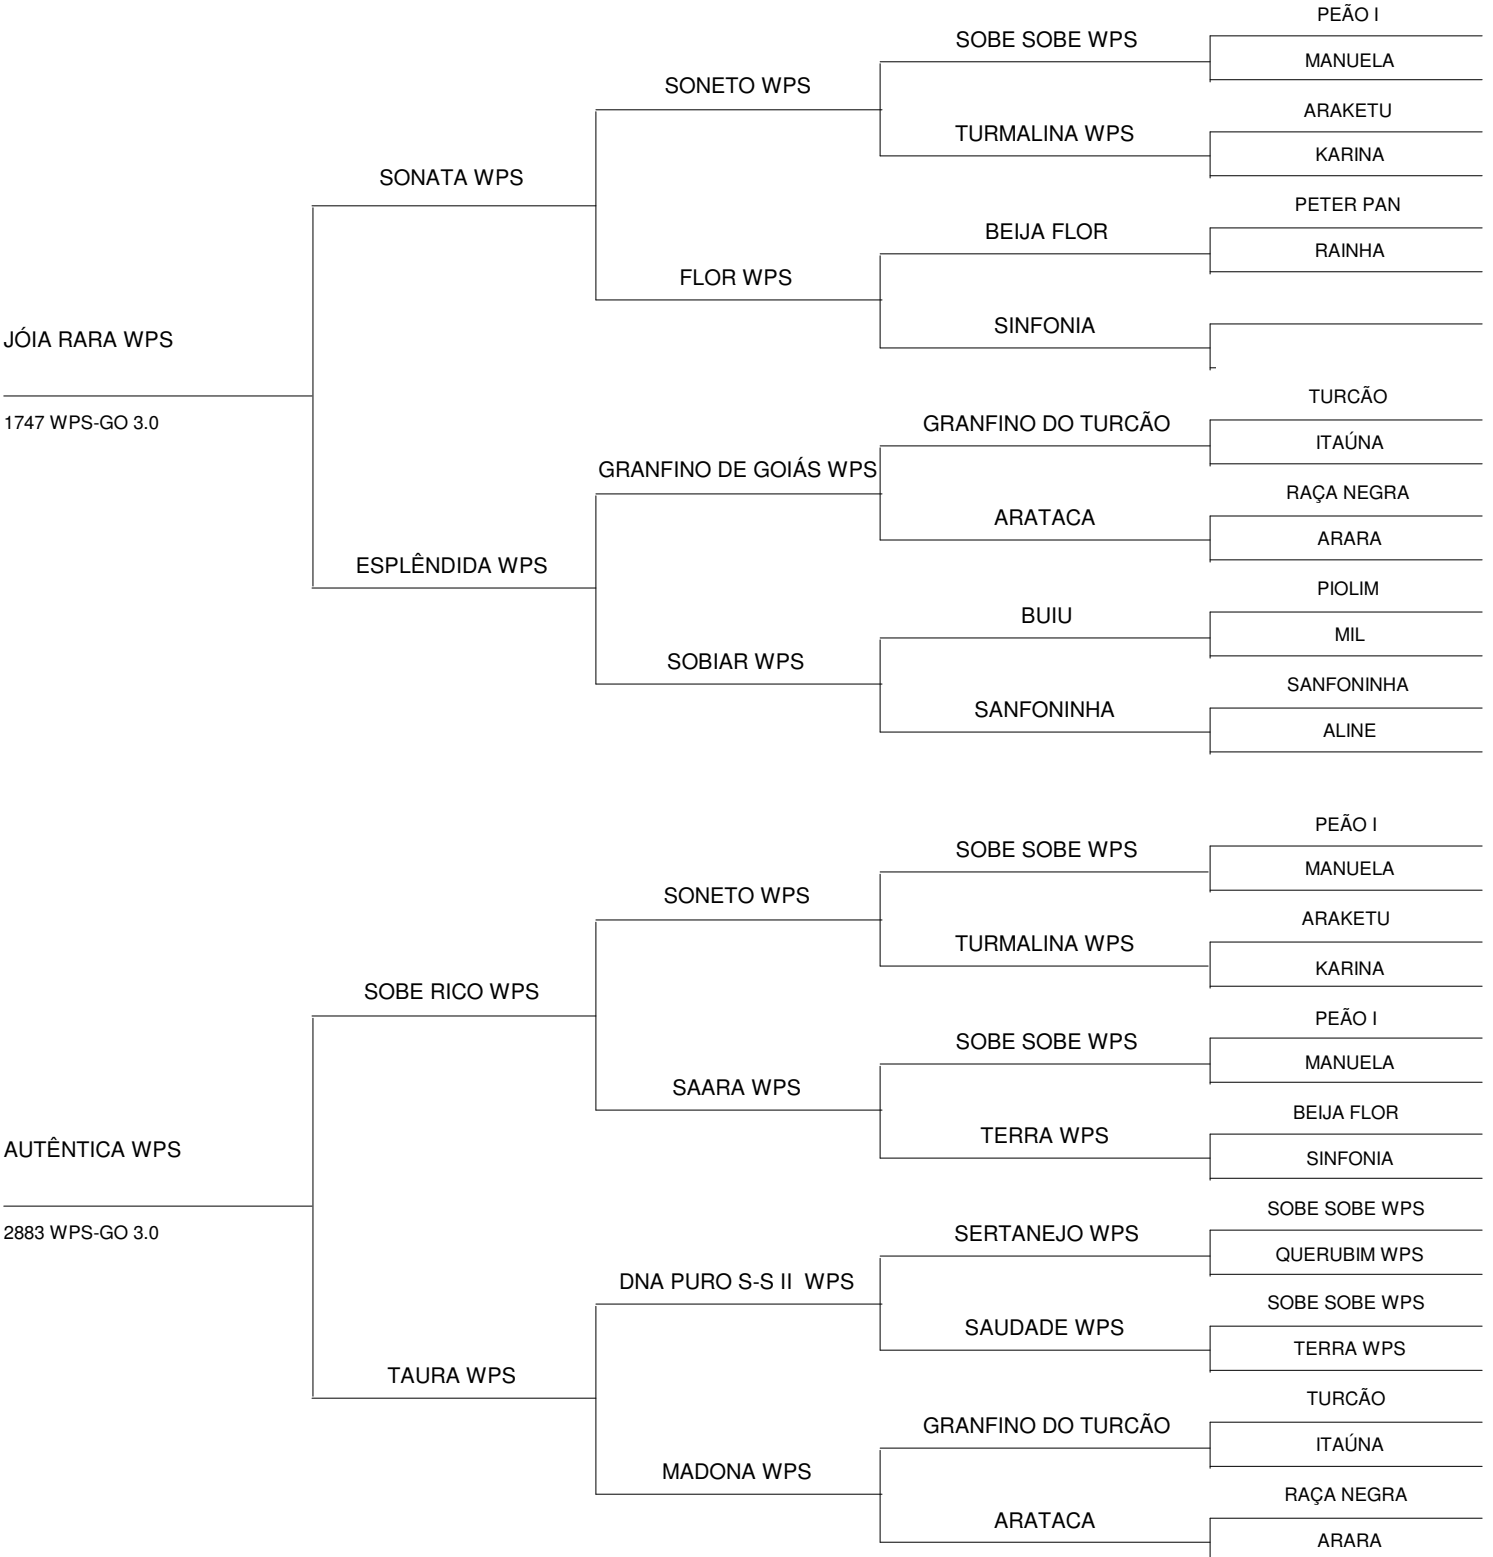 PEÃO I
SOBE SOBE WPS
MANUELA
SONETO WPS
ARAKETU
TURMALINA WPS
KARINA
SONATA WPS
PETER PAN
BEIJA FLOR
RAINHA
FLOR WPS
SINFONIA
JÓIA RARA WPS
TURCÃO
1747 WPS-GO 3.0
GRANFINO DO TURCÃO
ITAÚNA
GRANFINO DE GOIÁS WPS
RAÇA NEGRA
ARATACA
ARARA
ESPLÊNDIDA WPS
PIOLIM
BUIU
MIL
SOBIAR WPS
SANFONINHA
SANFONINHA
ALINE
PEÃO I
SOBE SOBE WPS
MANUELA
SONETO WPS
ARAKETU
TURMALINA WPS
KARINA
SOBE RICO WPS
PEÃO I
SOBE SOBE WPS
MANUELA
SAARA WPS
BEIJA FLOR
TERRA WPS
AUTÊNTICA WPS
SINFONIA
SOBE SOBE WPS
2883 WPS-GO 3.0
SERTANEJO WPS
QUERUBIM WPS
DNA PURO S-S II  WPS
SOBE SOBE WPS
SAUDADE WPS
TERRA WPS
TAURA WPS
TURCÃO
GRANFINO DO TURCÃO
ITAÚNA
MADONA WPS
RAÇA NEGRA
ARATACA
ARARA